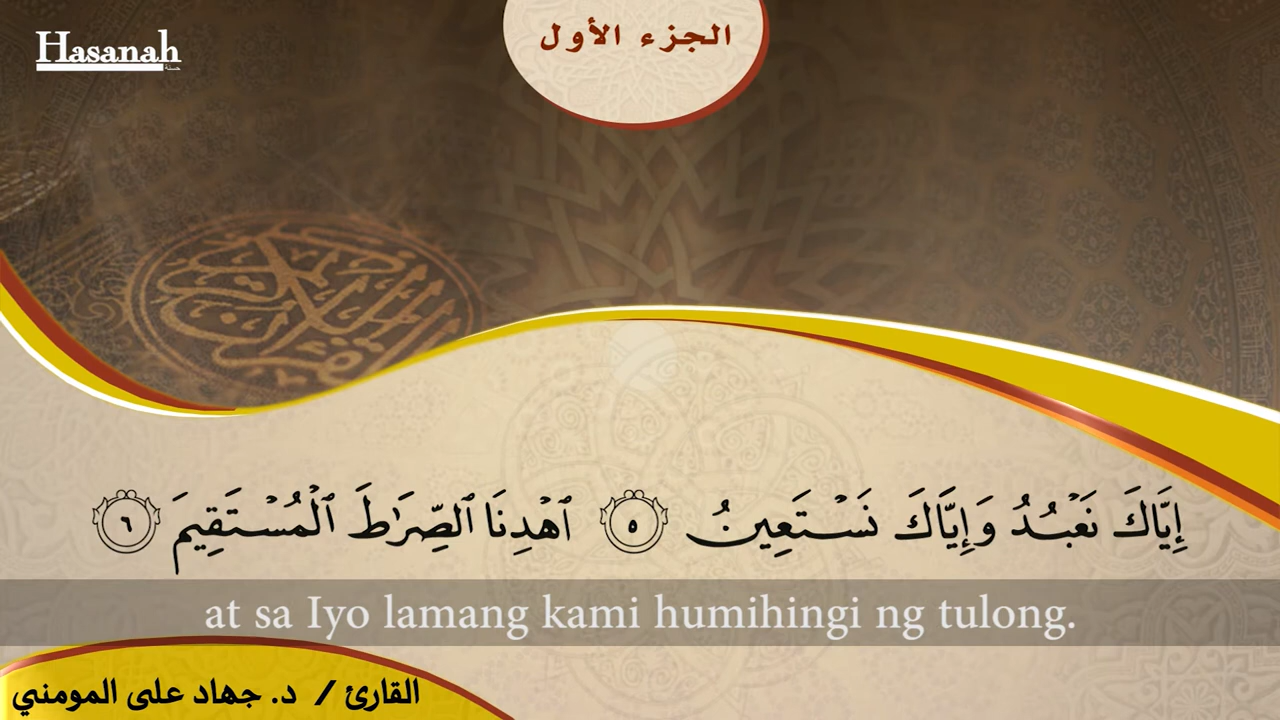 الجزء الأول
Hasanah
حسنة
إِيَّاكَ نَعْبُدُ وَإِيَّاكَ نَسْتَعِينُ ٥ ٱهْدِنَا ٱلصِّرَٰطَ ٱلْمُسْتَقِيمَ ٦
at sa Iyo lamang kami humihingi ng tulong.
القارئ / د. جهاد على المومني